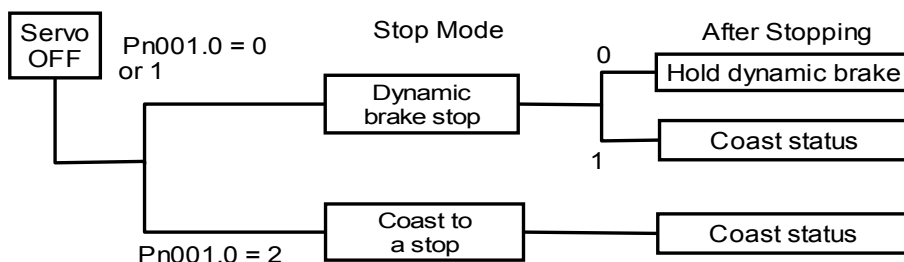 Servo
OFF
Pn001.0 = 0
or 1
Stop Mode
After Stopping
0
Hold dynamic brake
Dynamic
brake stop
1
Coast status
Pn001.0 = 2
Coast to
a stop
Coast status